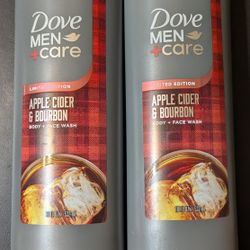 Dove
MEN
+care
LIMITED EDITION
APPLE CIDER
& BOURBON
BODY + FACE WASH
Dove
MEN
+care
LIMITED EDITION
APPLE CIDER
& BOURBON
BODY + FACE WASH